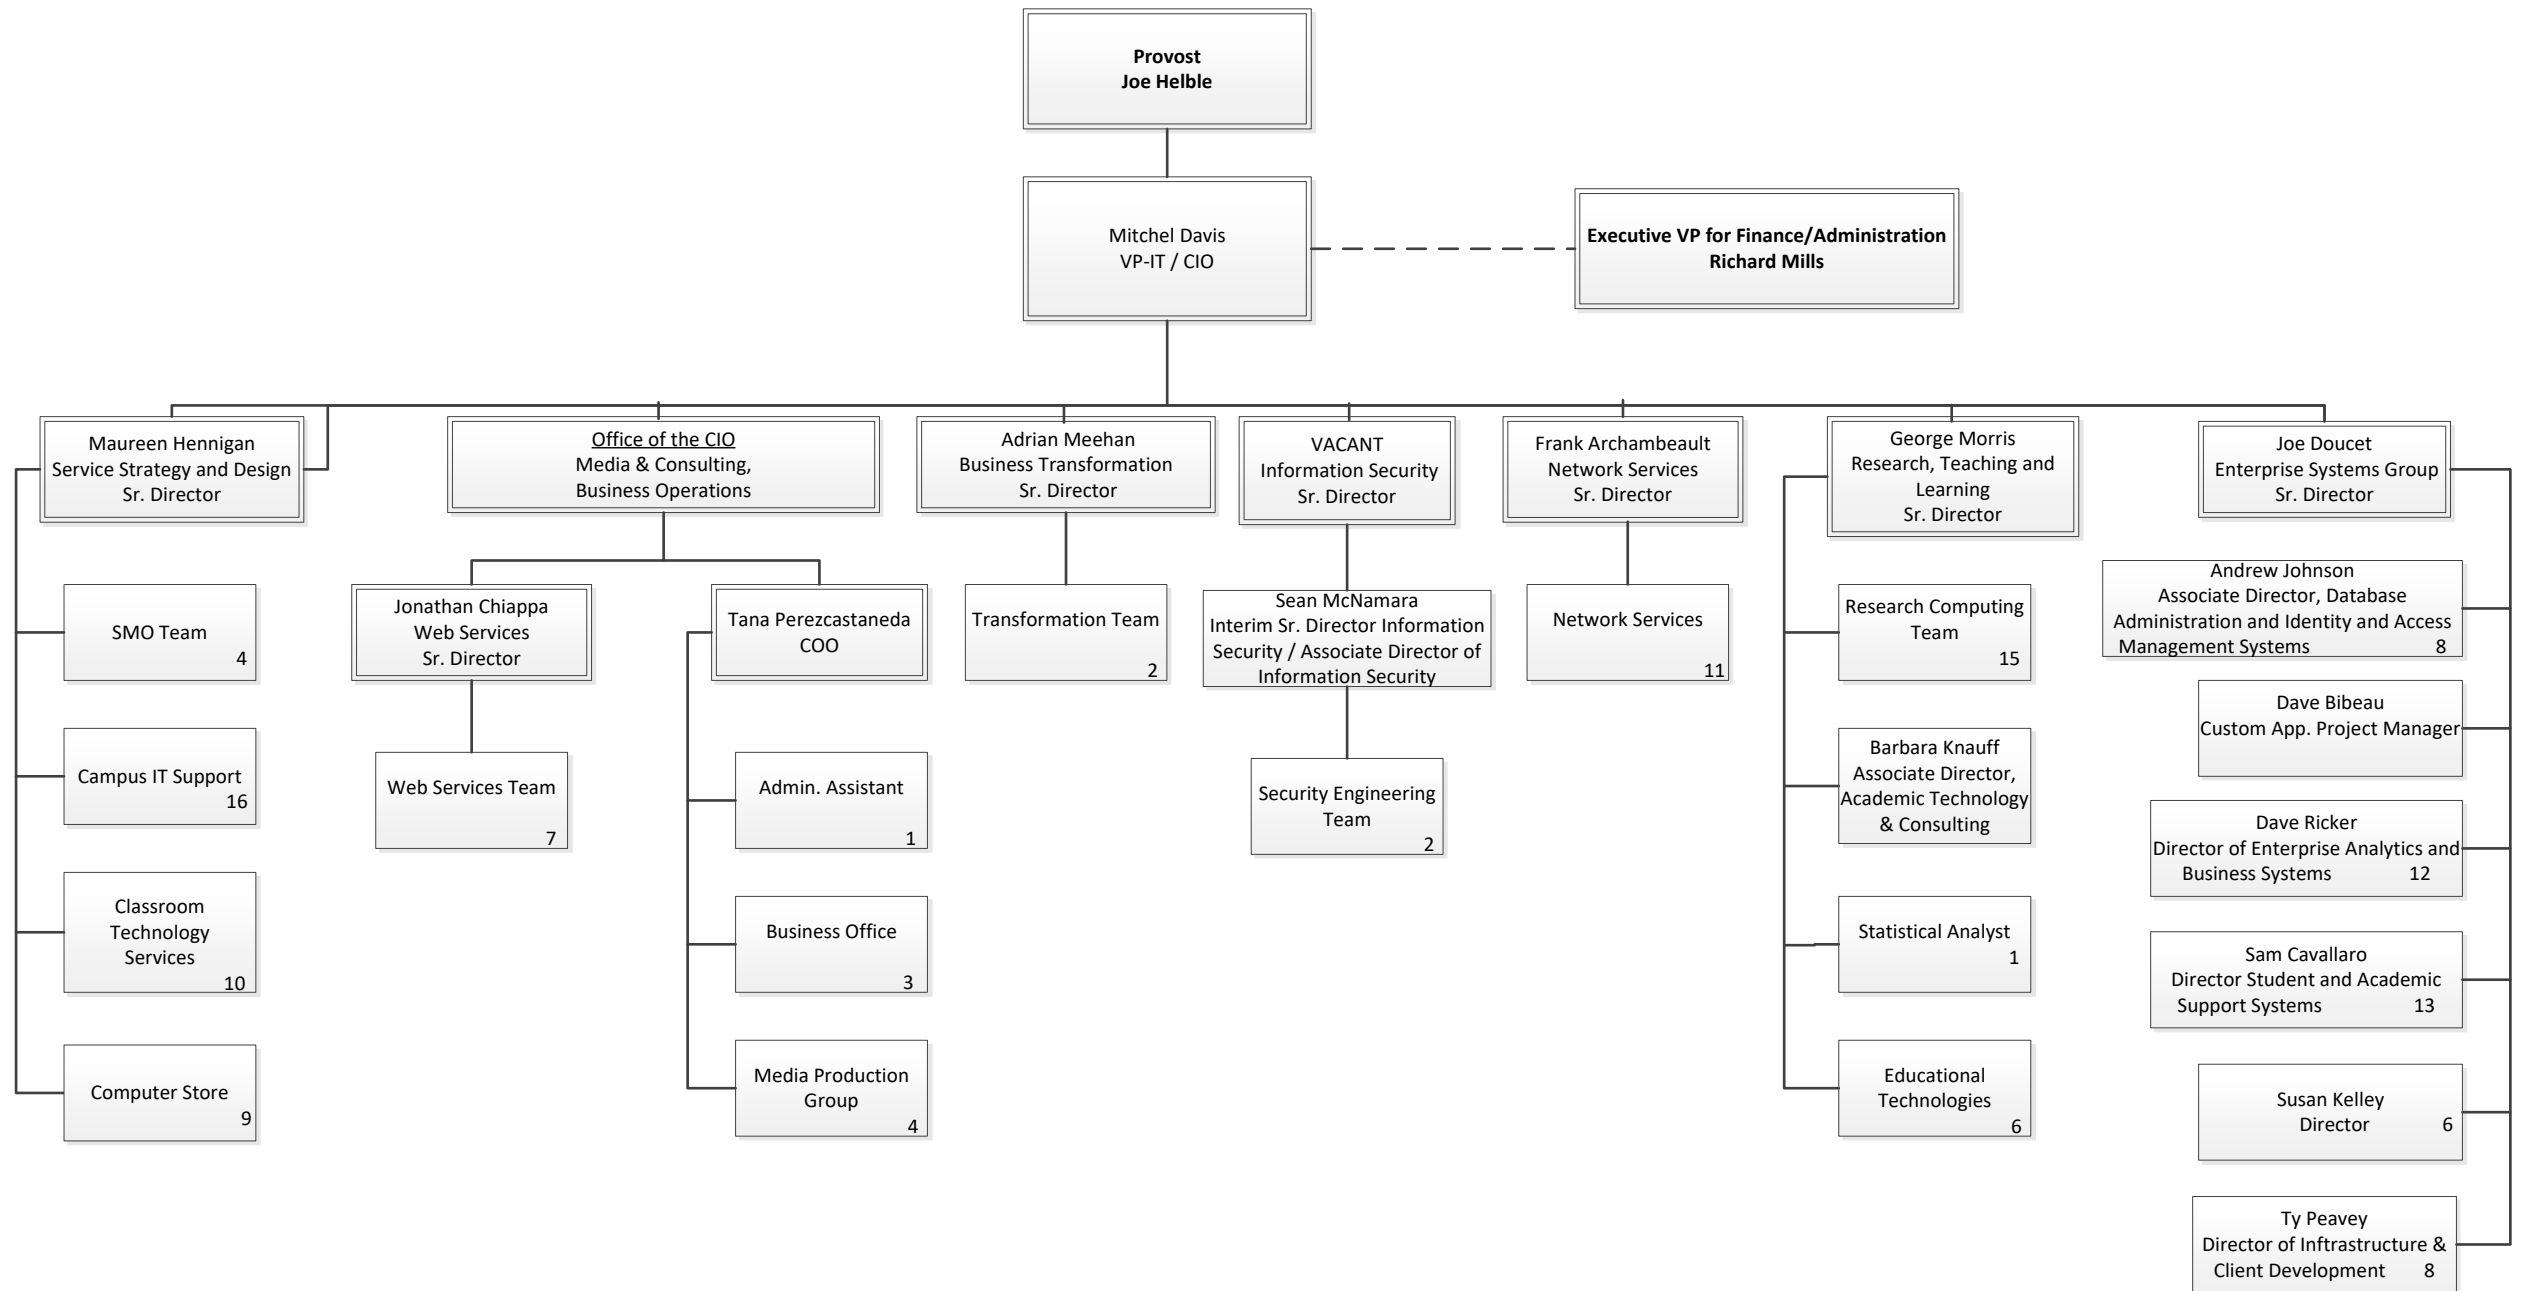 Provost
Joe Helble
Mitchel Davis
VP-IT / CIO
Executive VP for Finance/Administration
Richard Mills
Maureen Hennigan
Service Strategy and Design
Sr. Director
Office of the CIO
Media & Consulting,
Business Operations
Adrian Meehan
Business Transformation
Sr. Director
VACANT
Information Security
Sr. Director
Frank Archambeault
Network Services
Sr. Director
George Morris
Research, Teaching and
Learning
Sr. Director
Joe Doucet
Enterprise Systems Group
Sr. Director
SMO Team
4
Campus IT Support
16
Classroom
Technology
Services
10
Computer Store
9
Jonathan Chiappa
Web Services
Sr. Director
Web Services Team
7
Tana Perezcastaneda
COO
Admin. Assistant
1
Business Office
3
Media Production
Group
4
Transformation Team
2
Sean McNamara
Interim Sr. Director Information
Security / Associate Director of
Information Security
Security Engineering
Team
2
Network Services
11
Research Computing
Team
15
Barbara Knauff
Associate Director,
Academic Technology
& Consulting
Statistical Analyst
1
Educational
Technologies
6
Andrew Johnson
Associate Director, Database
Administration and Identity and Access
Management Systems 8
Dave Bibeau
Custom App. Project Manager
Dave Ricker
Director of Enterprise Analytics and
Business Systems 12
Sam Cavallaro
Director Student and Academic
Support Systems 13
Susan Kelley
Director 6
Ty Peavey
Director of Inftrastructure &
Client Development 8